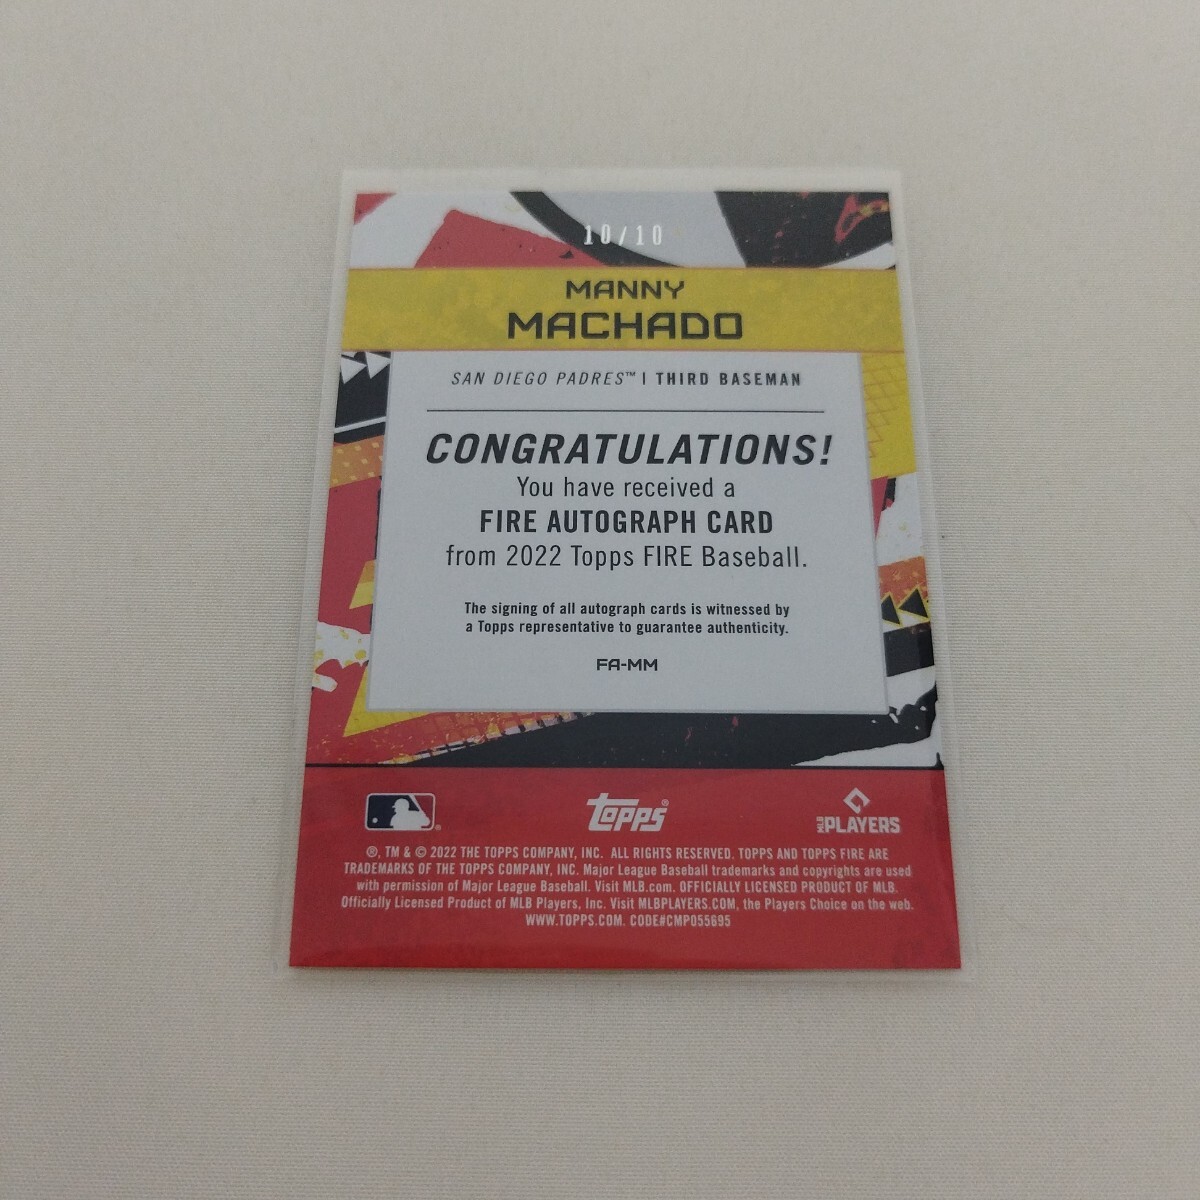 10/10
MANNY
MACHADO
SAN DIEGO PADRES™ | THIRD BASEMAN
CONGRATULATIONS!
You have received a
FIRE AUTOGRAPH CARD
from 2022 Topps FIRE Baseball.
The signing of all autograph cards is witnessed by
a Topps representative to guarantee authenticity.
FA-MM
Topps®
MLB PLAYERS
®, TM & © 2022 THE TOPPS COMPANY, INC. ALL RIGHTS RESERVED. TOPPS AND TOPPS FIRE ARE
TRADEMARKS OF THE TOPPS COMPANY, INC. Major League Baseball trademarks and copyrights are used
with permission of Major League Baseball. Visit MLB.com. OFFICIALLY LICENSED PRODUCT OF MLB.
Officially Licensed Product of MLB Players, Inc. Visit MLBPLAYERS.COM, the Players Choice on the web.
WWW.TOPPS.COM. CODE#CMP055695